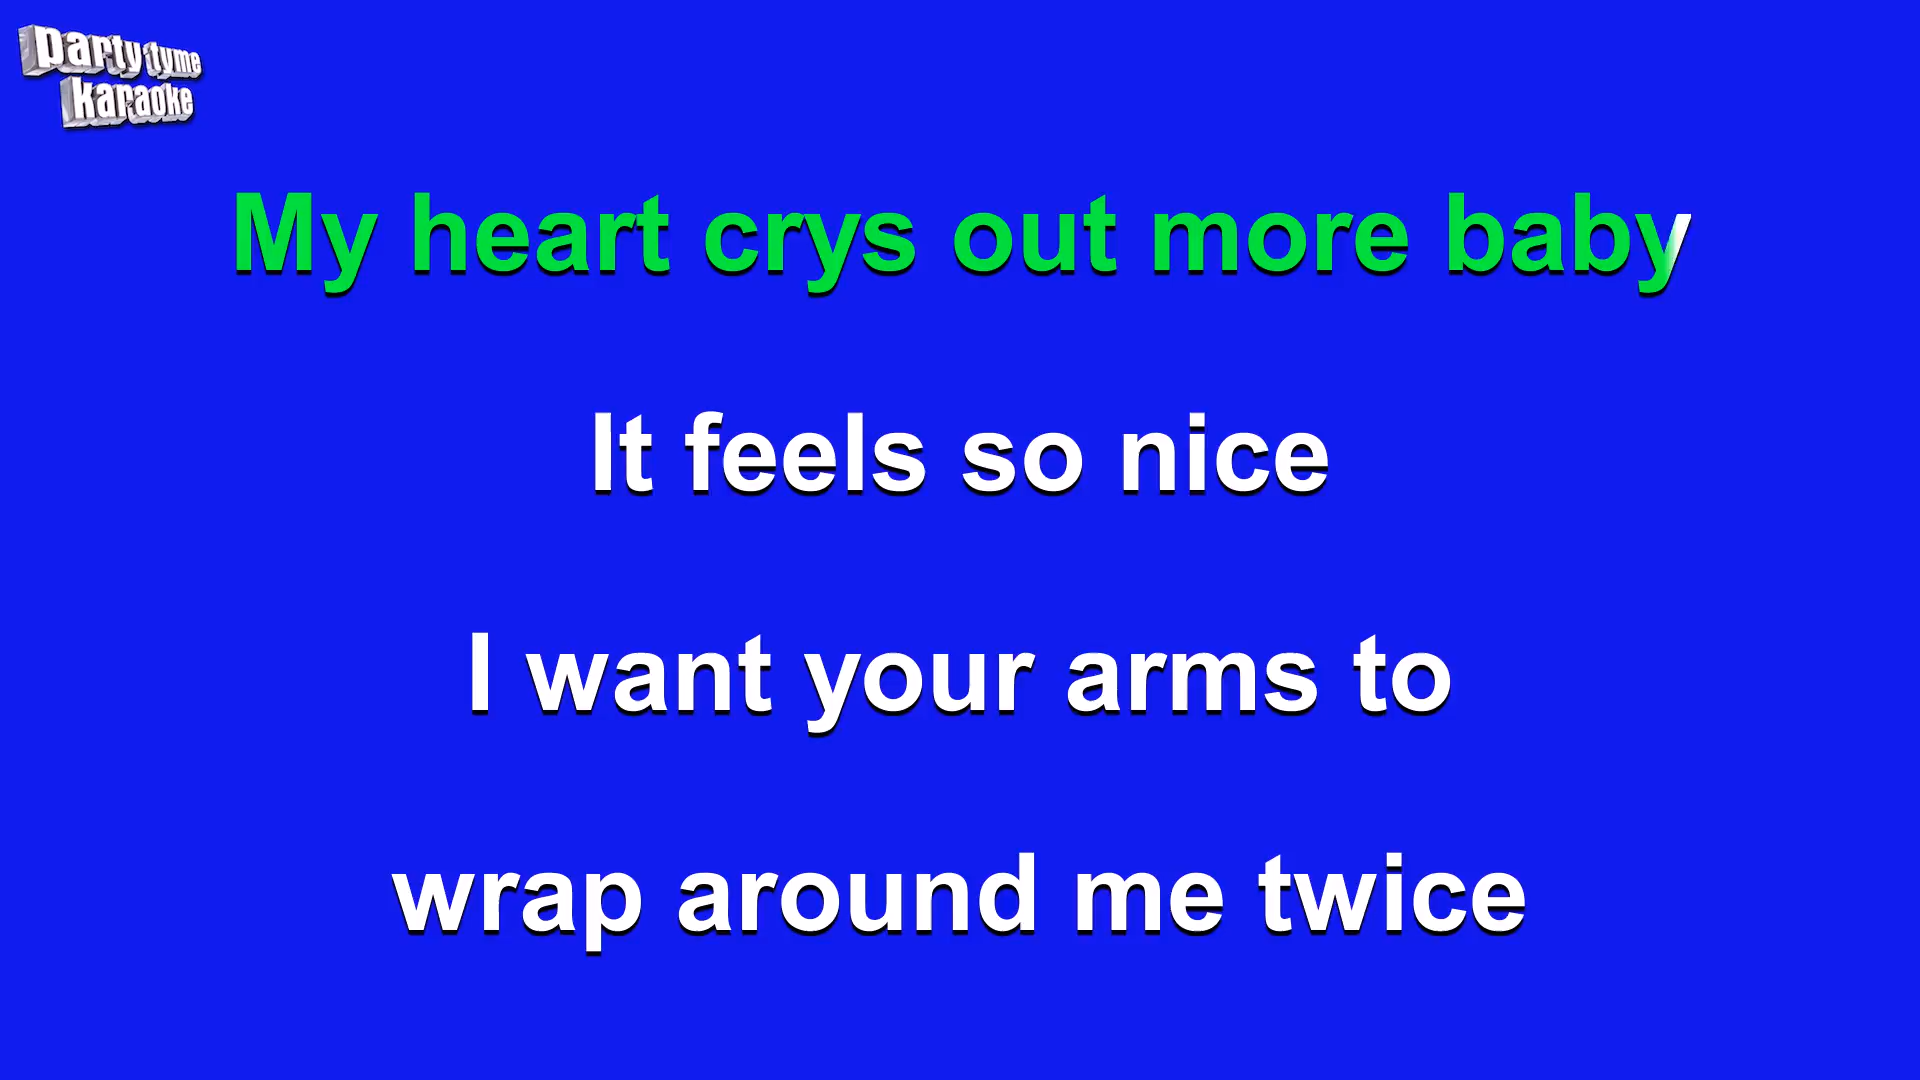 party tyme
karaoke
My heart crys out more baby
It feels so nice
I want your arms to
wrap around me twice